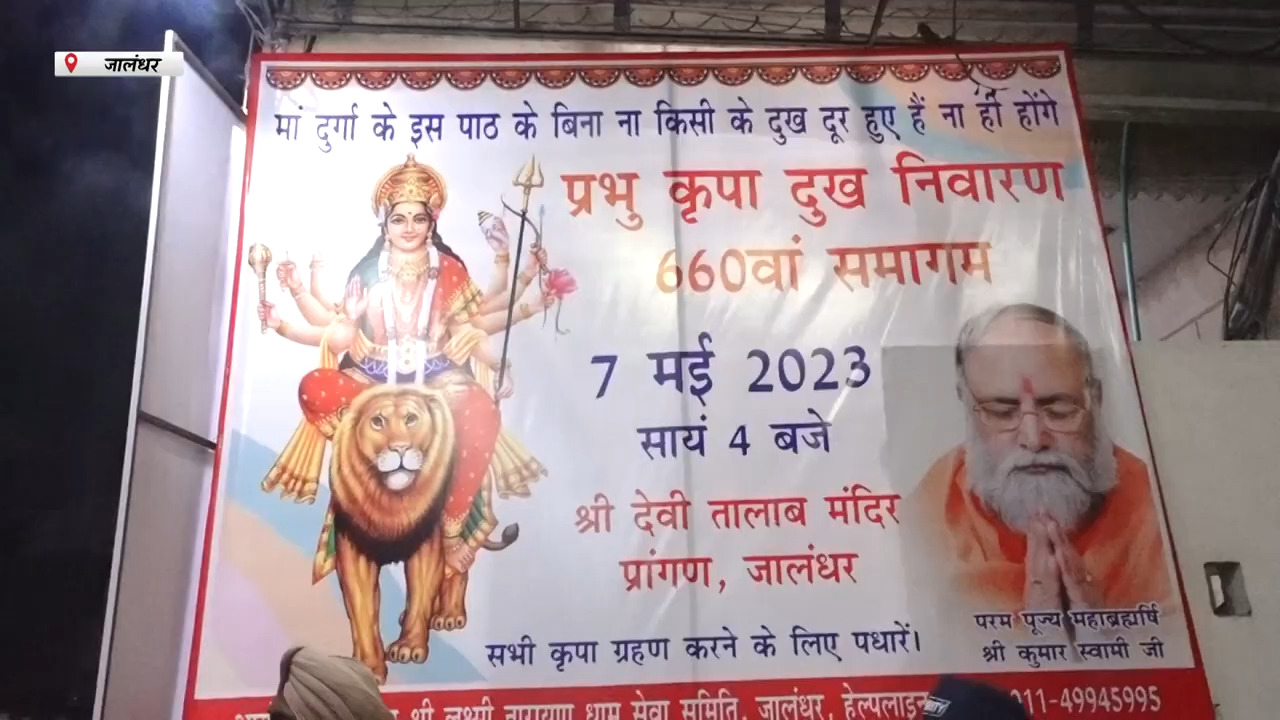 जालंधर
मां दुर्गा के इस पाठ के बिना ना किसी के दुख दूर हुए हैं ना ही होंगे
प्रभु कृपा दुख निवारण
660वां समागम
7 मई 2023
सायं 4 बजे
श्री देवी तालाब मंदिर
प्रांगण, जालंधर
परम पूज्य महाब्रह्मर्षि
श्री कुमार स्वामी जी
सभी कृपा ग्रहण करने के लिए पधारें।
श्री लक्ष्मी नारायण धाम सेवा समिति, जालंधर, हेल्पलाइन 011-49945995